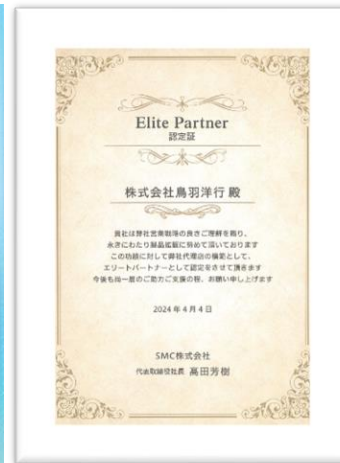 Elite Partner
認定証
株式会社鳥羽洋行 殿
貴社は弊社営業戦略の良きご理解を賜り、
永きにわたり製品拡販に努めて頂いております
この功績に対して弊社代理店の模範として、
エリートパートナーとして認定をさせて頂きます
今後も尚一層のご助力ご支援の程、お願い申し上げます
2024年4月4日
SMC株式会社
代表取締役社長 高田芳樹